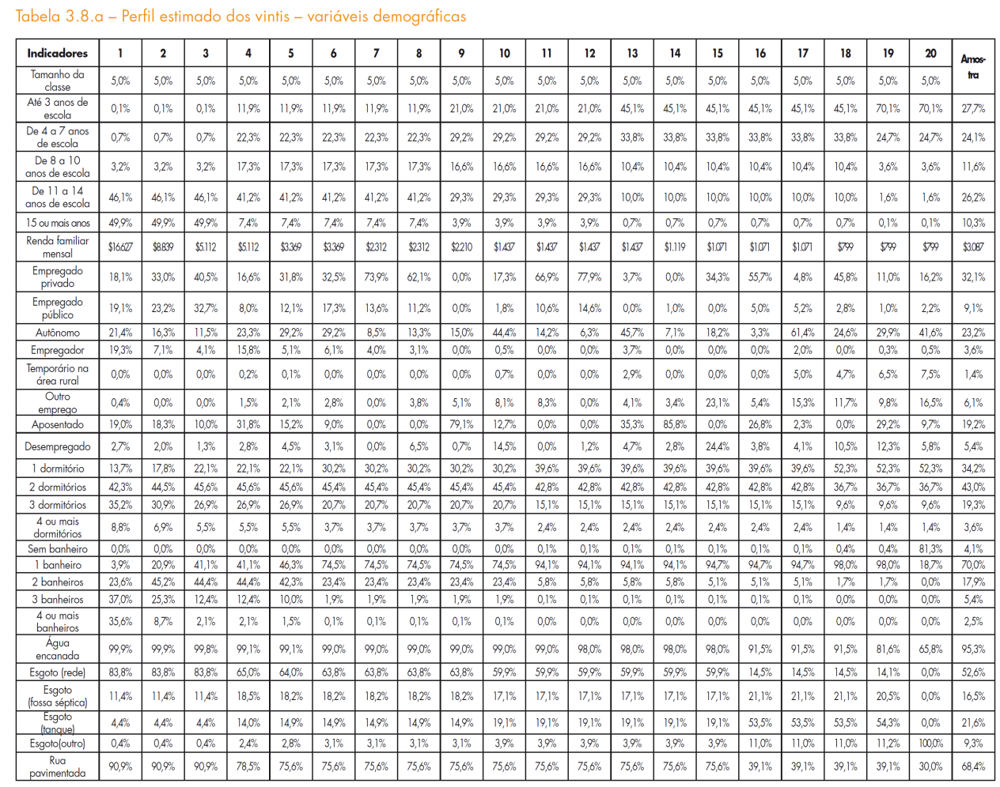 Tabela 3.8.a – Perfil estimado dos vintis – variáveis demográficas
Indicadores 1 2 3 4 5 6 7 8 9 10 11 12 13 14 15 16 17 18 19 20 Amos-
tra
Tamanho da
classe 5,0% 5,0% 5,0% 5,0% 5,0% 5,0% 5,0% 5,0% 5,0% 5,0% 5,0% 5,0% 5,0% 5,0% 5,0% 5,0% 5,0% 5,0% 5,0% 5,0%
Até 3 anos de
escola 0,1% 0,1% 0,1% 11,9% 11,9% 11,9% 11,9% 11,9% 21,0% 21,0% 21,0% 21,0% 45,1% 45,1% 45,1% 45,1% 45,1% 45,1% 70,1% 70,1% 27,7%
De 4 a 7 anos
de escola 0,7% 0,7% 0,7% 22,3% 22,3% 22,3% 22,3% 22,3% 29,2% 29,2% 29,2% 29,2% 33,8% 33,8% 33,8% 33,8% 33,8% 33,8% 24,7% 24,7% 24,1%
De 8 a 10
anos de escola 3,2% 3,2% 3,2% 17,3% 17,3% 17,3% 17,3% 17,3% 16,6% 16,6% 16,6% 16,6% 10,4% 10,4% 10,4% 10,4% 10,4% 10,4% 3,6% 3,6% 11,6%
De 11 a 14
anos de escola 46,1% 46,1% 46,1% 41,2% 41,2% 41,2% 41,2% 41,2% 29,3% 29,3% 29,3% 29,3% 10,0% 10,0% 10,0% 10,0% 10,0% 10,0% 1,6% 1,6% 26,2%
15 ou mais anos 49,9% 49,9% 49,9% 7,4% 7,4% 7,4% 7,4% 7,4% 3,9% 3,9% 3,9% 3,9% 0,7% 0,7% 0,7% 0,7% 0,7% 0,7% 0,1% 0,1% 10,3%
Renda familiar
mensal $16.627 $8.839 $5.112 $5.112 $3.369 $3.369 $2.312 $2.312 $2.210 $1.437 $1.437 $1.437 $1.437 $1.119 $1.071 $1.071 $1.071 $799 $799 $799 $3.087
Empregado
privado 18,1% 33,0% 40,5% 16,6% 31,8% 32,5% 73,9% 62,1% 0,0% 17,3% 66,9% 77,9% 3,7% 0,0% 34,3% 55,7% 4,8% 45,8% 11,0% 16,2% 32,1%
Empregado
público 19,1% 23,2% 32,7% 8,0% 12,1% 17,3% 13,6% 11,2% 0,0% 1,8% 10,6% 14,6% 0,0% 1,0% 0,0% 5,0% 5,2% 2,8% 1,0% 2,2% 9,1%
Autônomo 21,4% 16,3% 11,5% 23,3% 29,2% 29,2% 8,5% 13,3% 15,0% 44,4% 14,2% 6,3% 45,7% 7,1% 18,2% 3,3% 61,4% 24,6% 29,9% 41,6% 23,2%
Empregador 19,3% 7,1% 4,1% 15,8% 5,1% 6,1% 4,0% 3,1% 0,0% 0,5% 0,0% 0,0% 3,7% 0,0% 0,0% 0,0% 2,0% 0,0% 0,3% 0,5% 3,6%
Temporário na
área rural 0,0% 0,0% 0,0% 0,2% 0,1% 0,0% 0,0% 0,0% 0,0% 0,7% 0,0% 0,0% 2,9% 0,0% 0,0% 0,0% 5,0% 4,7% 6,5% 7,5% 1,4%
Outro
emprego 0,4% 0,0% 0,0% 1,5% 2,1% 2,8% 0,0% 3,8% 5,1% 8,1% 8,3% 0,0% 4,1% 3,4% 23,1% 5,4% 15,3% 11,7% 9,8% 16,5% 6,1%
Aposentado 19,0% 18,3% 10,0% 31,8% 15,2% 9,0% 0,0% 0,0% 79,1% 12,7% 0,0% 0,0% 35,3% 85,8% 0,0% 26,8% 2,3% 0,0% 29,2% 9,7% 19,2%
Desempregado 2,7% 2,0% 1,3% 2,8% 4,5% 3,1% 0,0% 6,5% 0,7% 14,5% 0,0% 1,2% 4,7% 2,8% 24,4% 3,8% 4,1% 10,5% 12,3% 5,8% 5,4%
1 dormitório 13,7% 17,8% 22,1% 22,1% 22,1% 30,2% 30,2% 30,2% 30,2% 30,2% 39,6% 39,6% 39,6% 39,6% 39,6% 39,6% 39,6% 52,3% 52,3% 52,3% 34,2%
2 dormitórios 42,3% 44,5% 45,6% 45,6% 45,6% 45,4% 45,4% 45,4% 45,4% 45,4% 42,8% 42,8% 42,8% 42,8% 42,8% 42,8% 42,8% 36,7% 36,7% 36,7% 43,0%
3 dormitórios 35,2% 30,9% 26,9% 26,9% 26,9% 20,7% 20,7% 20,7% 20,7% 20,7% 15,1% 15,1% 15,1% 15,1% 15,1% 15,1% 15,1% 9,6% 9,6% 9,6% 19,3%
4 ou mais
dormitórios 8,8% 6,9% 5,5% 5,5% 5,5% 3,7% 3,7% 3,7% 3,7% 3,7% 2,4% 2,4% 2,4% 2,4% 2,4% 2,4% 2,4% 1,4% 1,4% 1,4% 3,6%
Sem banheiro 0,0% 0,0% 0,0% 0,0% 0,0% 0,0% 0,0% 0,0% 0,0% 0,0% 0,1% 0,1% 0,1% 0,1% 0,1% 0,1% 0,1% 0,4% 0,4% 81,3% 4,1%
1 banheiro 3,9% 20,9% 41,1% 41,1% 46,3% 74,5% 74,5% 74,5% 74,5% 74,5% 94,1% 94,1% 94,1% 94,1% 94,7% 94,7% 94,7% 98,0% 98,0% 18,7% 70,0%
2 banheiros 23,6% 45,2% 44,4% 44,4% 42,3% 23,4% 23,4% 23,4% 23,4% 23,4% 5,8% 5,8% 5,8% 5,8% 5,1% 5,1% 5,1% 1,7% 1,7% 0,0% 17,9%
3 banheiros 37,0% 25,3% 12,4% 12,4% 10,0% 1,9% 1,9% 1,9% 1,9% 1,9% 0,1% 0,1% 0,1% 0,1% 0,1% 0,1% 0,1% 0,0% 0,0% 0,0% 5,4%
4 ou mais
banheiros 35,6% 8,7% 2,1% 2,1% 1,5% 0,1% 0,1% 0,1% 0,1% 0,1% 0,0% 0,0% 0,0% 0,0% 0,0% 0,0% 0,0% 0,0% 0,0% 0,0% 2,5%
Água
encanada 99,9% 99,9% 99,8% 99,1% 99,1% 99,0% 99,0% 99,0% 99,0% 99,0% 99,0% 98,0% 98,0% 98,0% 98,0% 91,5% 91,5% 91,5% 81,6% 65,8% 95,3%
Esgoto (rede) 83,8% 83,8% 83,8% 65,0% 64,0% 63,8% 63,8% 63,8% 63,8% 59,9% 59,9% 59,9% 59,9% 59,9% 59,9% 14,5% 14,5% 14,5% 14,1% 0,0% 52,6%
Esgoto
(fossa séptica) 11,4% 11,4% 11,4% 18,5% 18,2% 18,2% 18,2% 18,2% 18,2% 17,1% 17,1% 17,1% 17,1% 17,1% 17,1% 21,1% 21,1% 21,1% 20,5% 0,0% 16,5%
Esgoto
(tanque) 4,4% 4,4% 4,4% 14,0% 14,9% 14,9% 14,9% 14,9% 14,9% 19,1% 19,1% 19,1% 19,1% 19,1% 19,1% 53,5% 53,5% 53,5% 54,3% 0,0% 21,6%
Esgoto(outro) 0,4% 0,4% 0,4% 2,4% 2,8% 3,1% 3,1% 3,1% 3,1% 3,9% 3,9% 3,9% 3,9% 3,9% 3,9% 11,0% 11,0% 11,0% 11,2% 100,0% 9,3%
Rua
pavimentada 90,9% 90,9% 90,9% 78,5% 75,6% 75,6% 75,6% 75,6% 75,6% 75,6% 75,6% 75,6% 75,6% 75,6% 75,6% 39,1% 39,1% 39,1% 39,1% 30,0% 68,4%